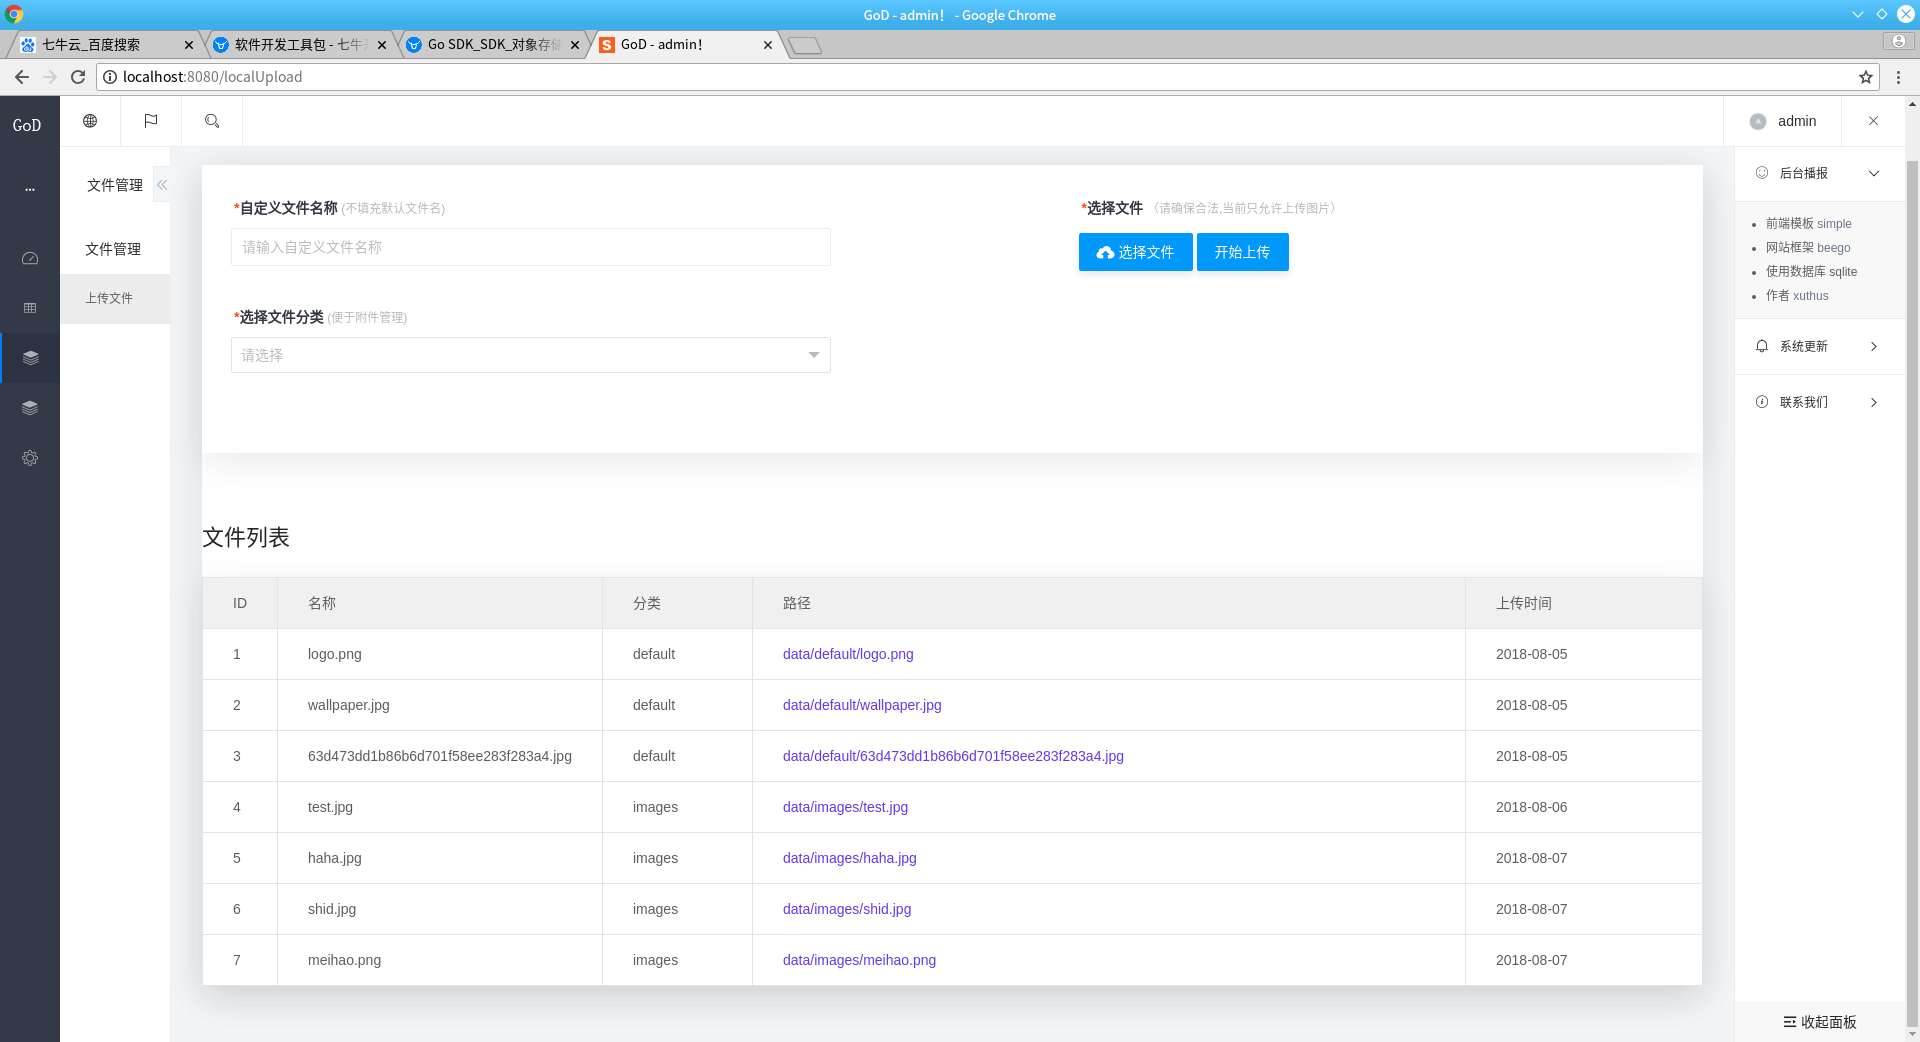 GoD - admin！ - Google Chrome
七牛云_百度搜索
软件开发工具包 - 七牛
Go SDK_SDK_对象存储
GoD - admin！
localhost:8080/localUpload
GoD
admin
文件管理
文件管理
上传文件
*自定义文件名称 (不填充默认文件名)
请输入自定义文件名称
*选择文件 （请确保合法,当前只允许上传图片）
选择文件 开始上传
*选择文件分类 (便于附件管理)
请选择
文件列表
ID 名称 分类 路径 上传时间
1 logo.png default data/default/logo.png 2018-08-05
2 wallpaper.jpg default data/default/wallpaper.jpg 2018-08-05
3 63d473dd1b86b6d701f58ee283f283a4.jpg default data/default/63d473dd1b86b6d701f58ee283f283a4.jpg 2018-08-05
4 test.jpg images data/images/test.jpg 2018-08-06
5 haha.jpg images data/images/haha.jpg 2018-08-07
6 shid.jpg images data/images/shid.jpg 2018-08-07
7 meihao.png images data/images/meihao.png 2018-08-07
后台播报
前端模板 simple
网站框架 beego
使用数据库 sqlite
作者 xuthus
系统更新
联系我们
收起面板